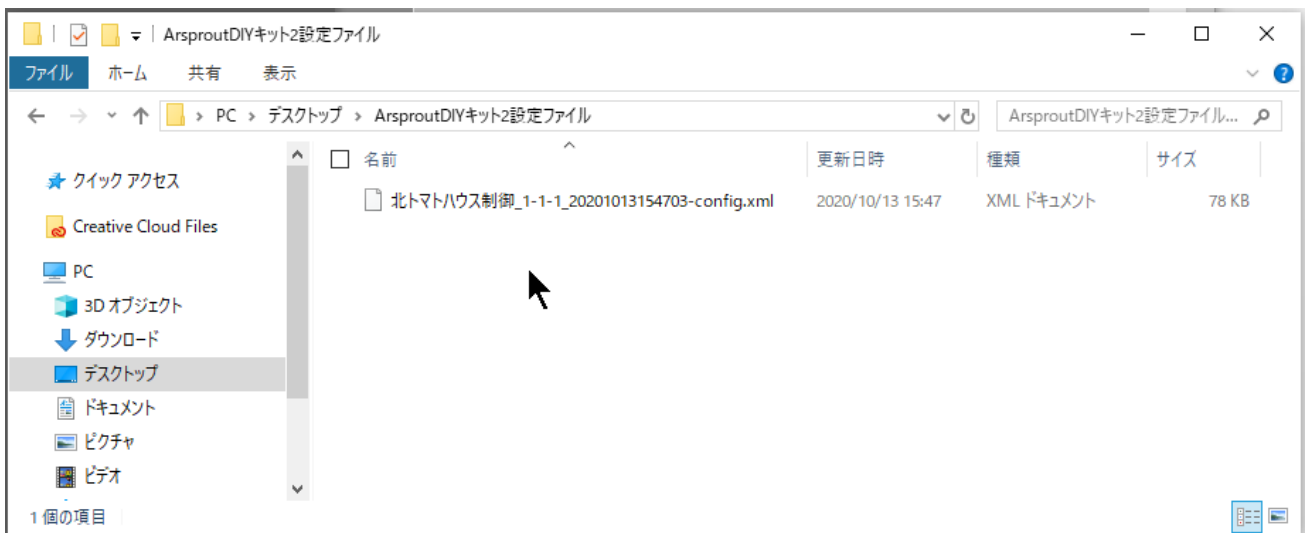 ArsproutDIYキット2設定ファイル
ファイル ホーム 共有 表示
PC › デスクトップ › ArsproutDIYキット2設定ファイル
ArsproutDIYキット2設定ファイル...
クイック アクセス
Creative Cloud Files
PC
3D オブジェクト
ダウンロード
デスクトップ
ドキュメント
ピクチャ
ビデオ
名前 更新日時 種類 サイズ
北トマトハウス制御_1-1-1_20201013154703-config.xml 2020/10/13 15:47 XML ドキュメント 78 KB
1 個の項目